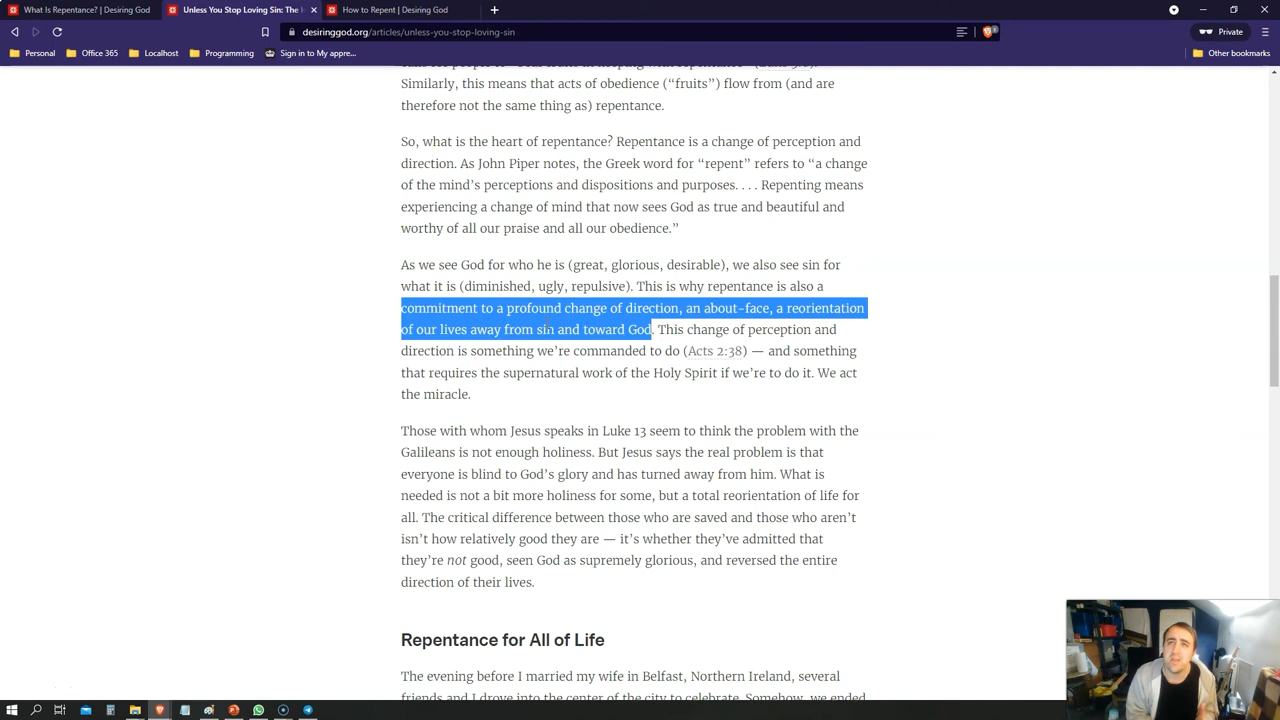 What Is Repentance? | Desiring God
Unless You Stop Loving Sin: The
How to Repent | Desiring God
desiringgod.org/articles/unless-you-stop-loving-sin
Private
Personal
Office 365
Localhost
Programming
Sign in to My appre...
Other bookmarks
Similarly, this means that acts of obedience (“fruits”) flow from (and are
therefore not the same thing as) repentance.
So, what is the heart of repentance? Repentance is a change of perception and
direction. As John Piper notes, the Greek word for “repent” refers to “a change
of the mind’s perceptions and dispositions and purposes. . . . Repenting means
experiencing a change of mind that now sees God as true and beautiful and
worthy of all our praise and all our obedience.”
As we see God for who he is (great, glorious, desirable), we also see sin for
what it is (diminished, ugly, repulsive). This is why repentance is also a
commitment to a profound change of direction, an about-face, a reorientation
of our lives away from sin and toward God. This change of perception and
direction is something we’re commanded to do (Acts 2:38) — and something
that requires the supernatural work of the Holy Spirit if we’re to do it. We act
the miracle.
Those with whom Jesus speaks in Luke 13 seem to think the problem with the
Galileans is not enough holiness. But Jesus says the real problem is that
everyone is blind to God’s glory and has turned away from him. What is
needed is not a bit more holiness for some, but a total reorientation of life for
all. The critical difference between those who are saved and those who aren’t
isn’t how relatively good they are — it’s whether they’ve admitted that
they’re not good, seen God as supremely glorious, and reversed the entire
direction of their lives.
Repentance for All of Life
The evening before I married my wife in Belfast, Northern Ireland, several
friends and I drove into the center of the city to celebrate. Somehow, we ended